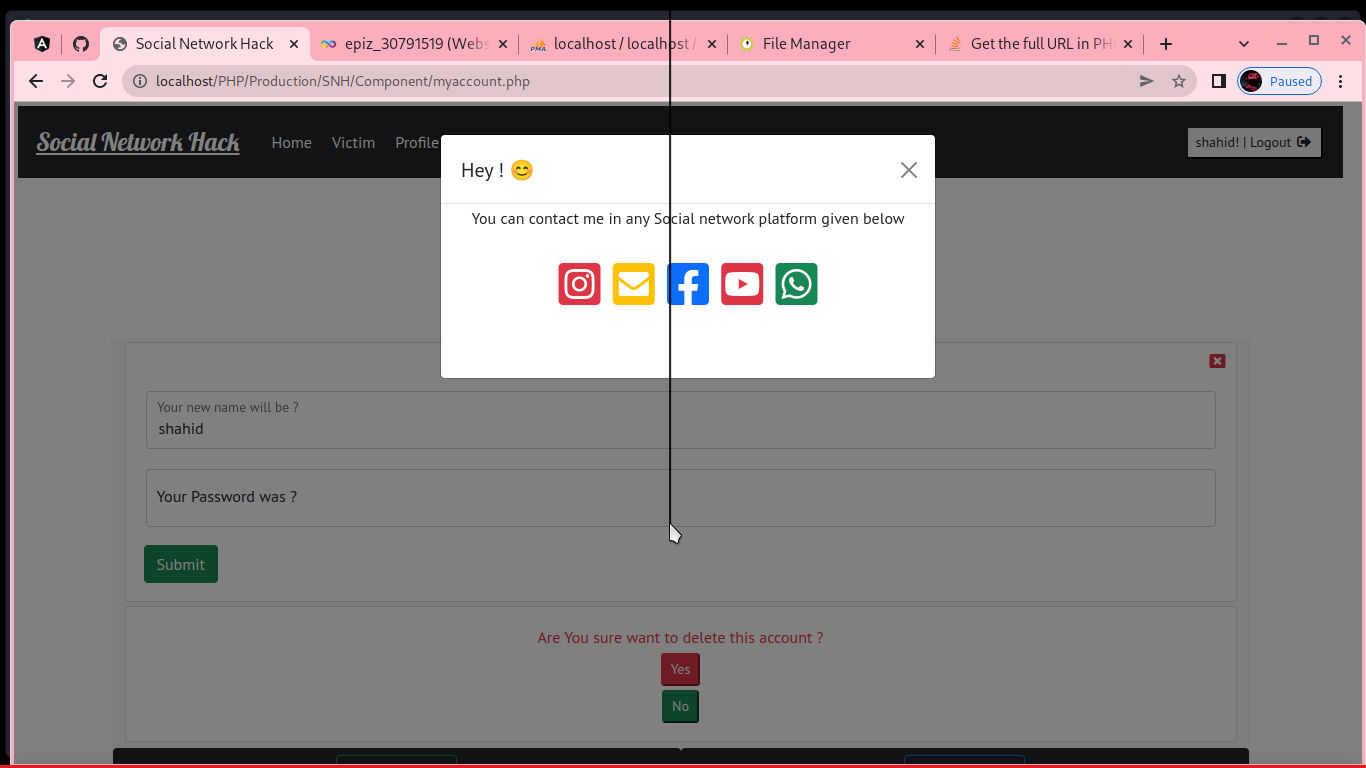 Social Network Hack
epiz_30791519 (Webs
localhost / localhost /
File Manager
Get the full URL in PH
localhost/PHP/Production/SNH/Component/myaccount.php
Paused
Social Network Hack
Home
Victim
Profile
shahid! | Logout
Hey ! 😊
You can contact me in any Social network platform given below
Your new name will be ?
shahid
Your Password was ?
Submit
Are You sure want to delete this account ?
Yes
No